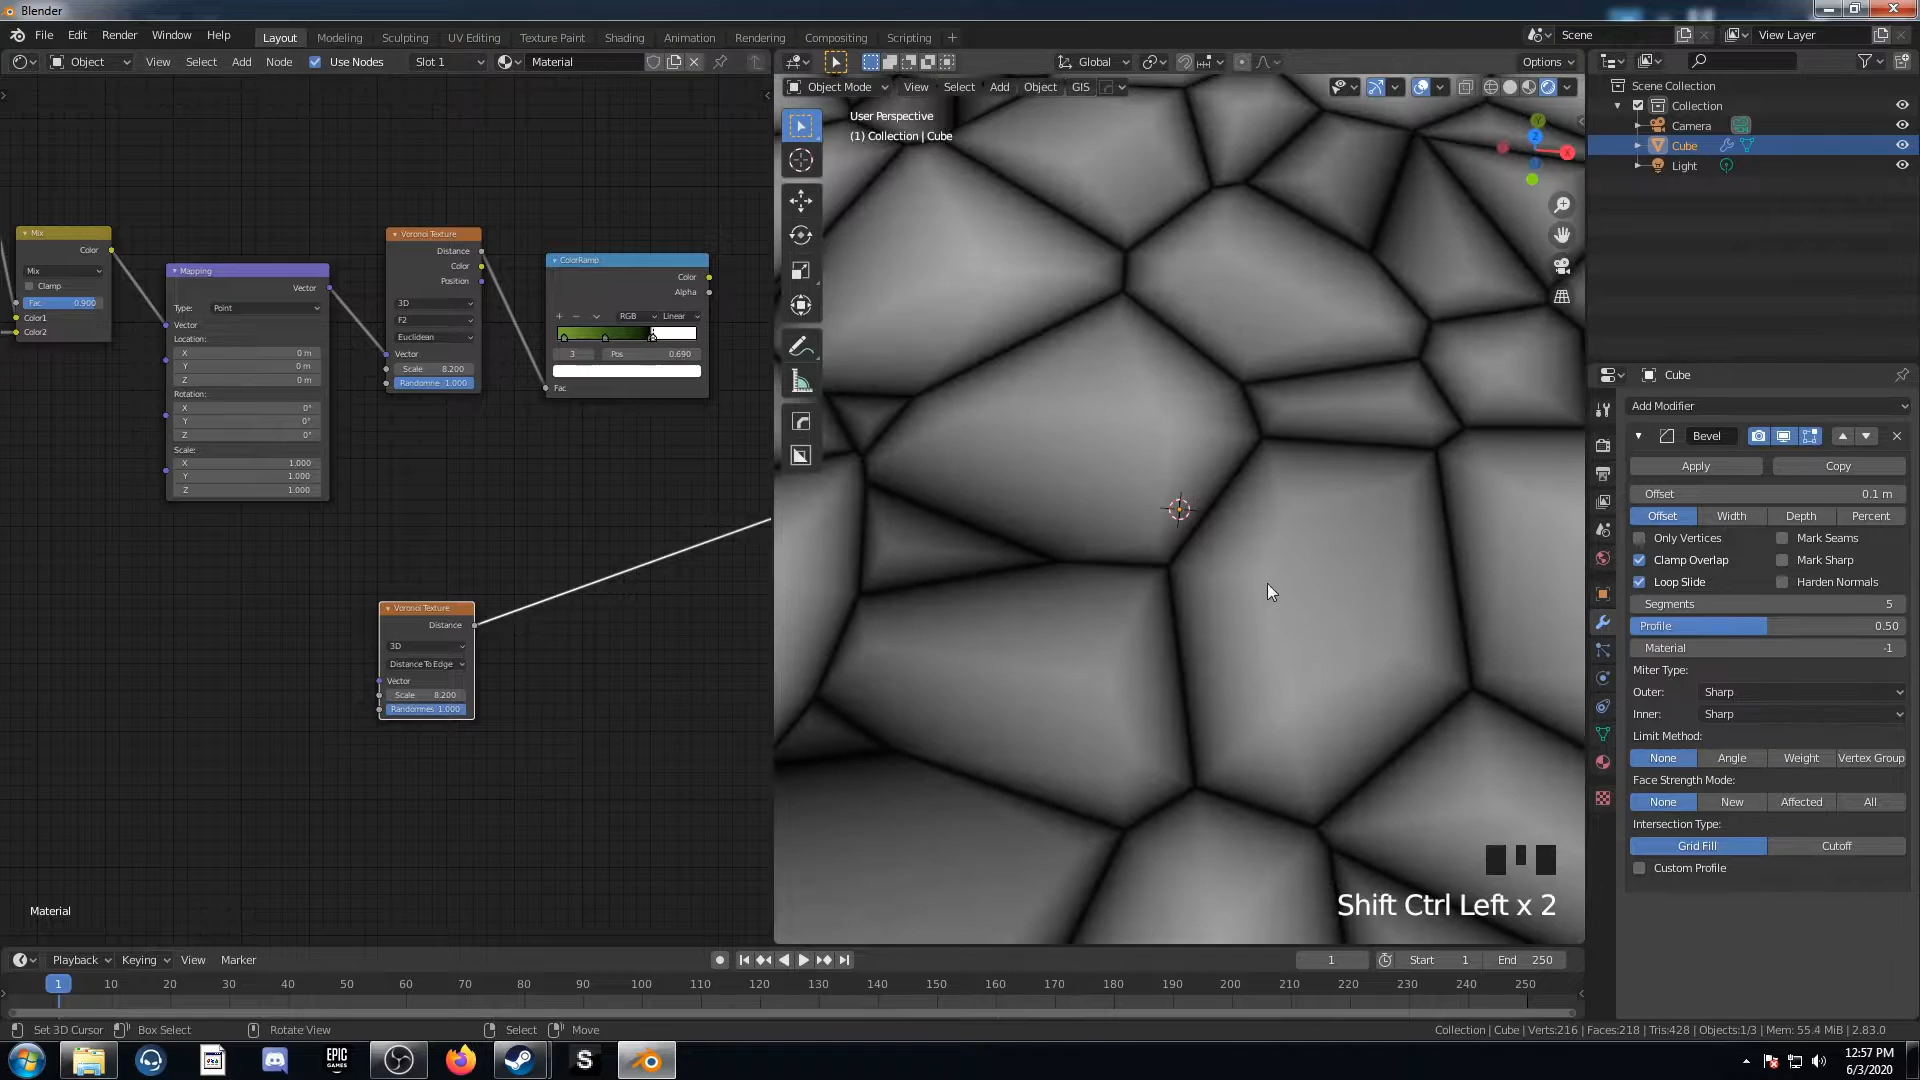 Blender
File Edit Render Window Help
Layout Modeling Sculpting UV Editing Texture Paint Shading Animation Rendering Compositing Scripting +
Scene
View Layer
Object View Select Add Node Use Nodes Slot 1 Material
Global
Options
Object Mode View Select Add Object GIS
User Perspective
(1) Collection | Cube
Y
Z
X
Scene Collection
Collection
Camera
Cube
Light
Mix
Color
Mix
Clamp
Fac 0.900
Color1
Color2
Mapping
Vector
Type: Point
Vector
Location:
X 0 m
Y 0 m
Z 0 m
Rotation:
X 0°
Y 0°
Z 0°
Scale:
X 1.000
Y 1.000
Z 1.000
Voronoi Texture
Distance
Color
Position
3D
F2
Euclidean
Vector
Scale 8.200
Randomne 1.000
ColorRamp
Color
Alpha
RGB Linear
3 Pos 0.690
Fac
Voronoi Texture
Distance
3D
Distance To Edge
Vector
Scale 8.200
Randomnes 1.000
Material
Shift Ctrl Left x 2
Cube
Add Modifier
Bevel
Apply Copy
Offset 0.1 m
Offset Width Depth Percent
Only Vertices Mark Seams
Clamp Overlap Mark Sharp
Loop Slide Harden Normals
Segments 5
Profile 0.50
Material -1
Miter Type:
Outer: Sharp
Inner: Sharp
Limit Method:
None Angle Weight Vertex Group
Face Strength Mode:
None New Affected All
Intersection Type:
Grid Fill Cutoff
Custom Profile
Playback Keying View Marker
1 Start 1 End 250
1 10 20 30 40 50 60 70 80 90 100 110 120 130 140 150 160 170 180 190 200 210 220 230 240 250
Set 3D Cursor Box Select Rotate View Select Move
Collection | Cube | Verts:216 | Faces:218 | Tris:428 | Objects:1/3 | Mem: 55.4 MiB | 2.83.0
EPIC
GAMES
S
12:57 PM
6/3/2020